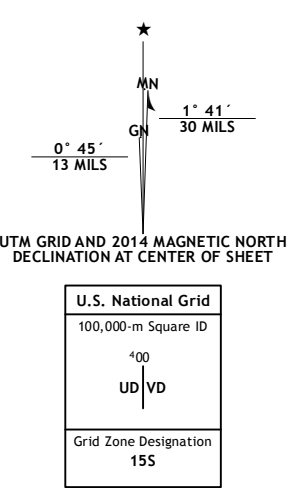 ★
MN
1° 41´
30 MILS
GN
0° 45´
13 MILS
UTM GRID AND 2014 MAGNETIC NORTH
DECLINATION AT CENTER OF SHEET
U.S. National Grid
100,000-m Square ID
⁴00
UD VD
Grid Zone Designation
15S